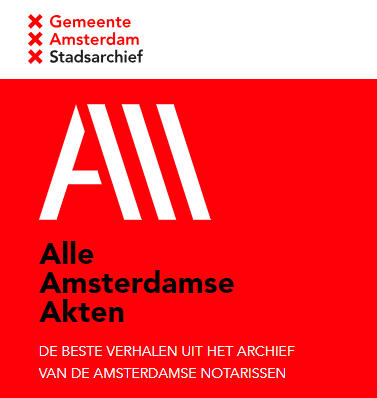 Gemeente
Amsterdam
Stadsarchief
Alle
Amsterdamse
Akten
DE BESTE VERHALEN UIT HET ARCHIEF
VAN DE AMSTERDAMSE NOTARISSEN